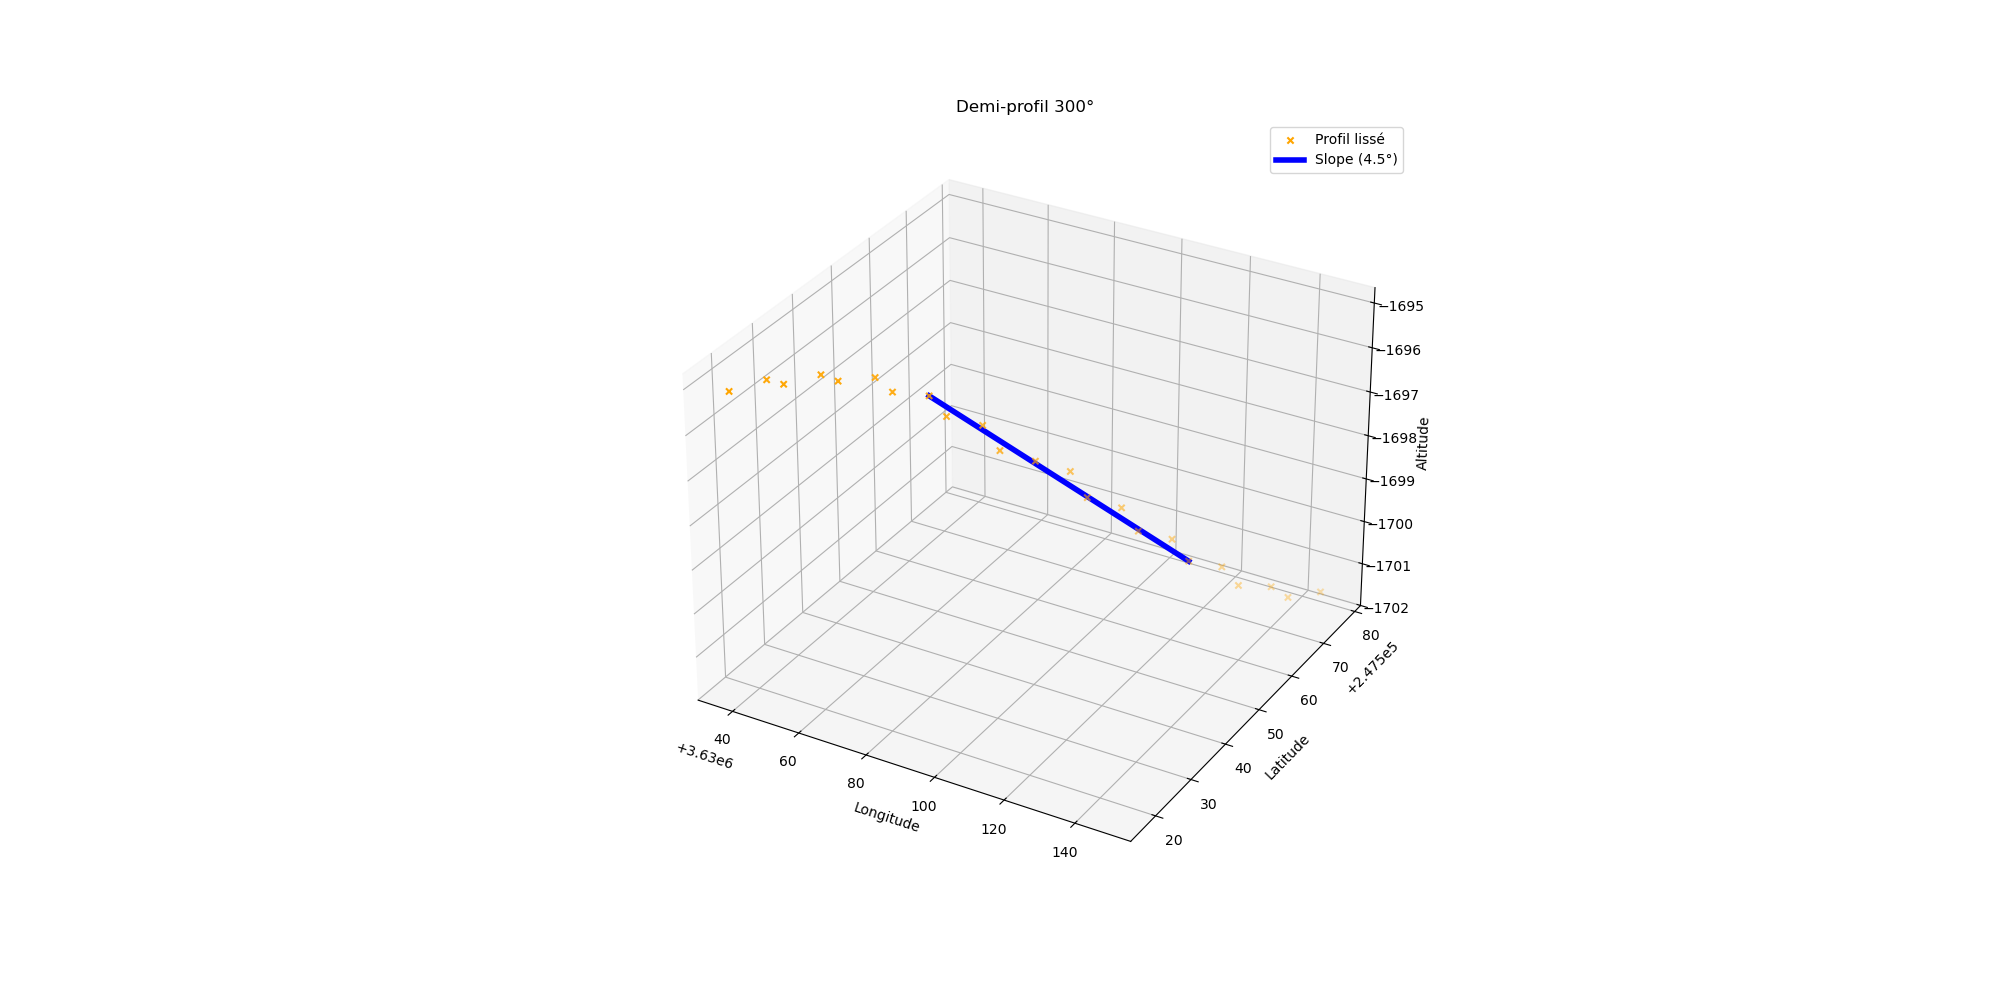 Demi-profil 300°
Profil lissé
Slope (4.5°)
−1695
−1696
−1697
−1698
−1699
−1700
−1701
−1702
Altitude
80
70
60
50
40
30
20
+2.475e5
Latitude
40
60
80
100
120
140
+3.63e6
Longitude